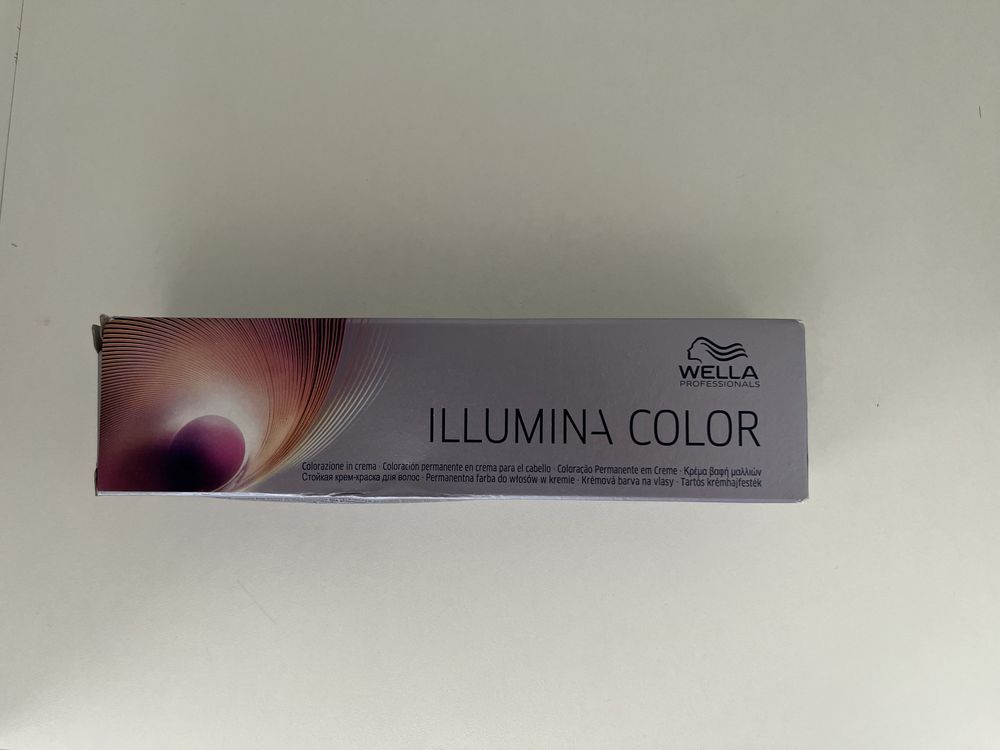 WELLA
PROFESSIONALS
ILLUMINA COLOR
Colorazione in crema · Coloración permanente en crema para el cabello · Coloração Permanente em Creme · Κρέμα βαφή μαλλιών
Стойкая крем-краска для волос · Permanentna farba do włosów w kremie · Krémová barva na vlasy · Tartós krémhajfesték